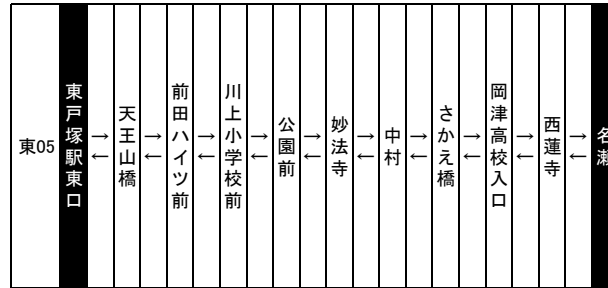 東05
東戸塚駅東口
→
←
天王山橋
→
←
前田ハイツ前
→
←
川上小学校前
→
←
公園前
→
←
妙法寺
→
←
中村
→
←
さかえ橋
→
←
岡津高校入口
→
←
西蓮寺
→
←
名瀬